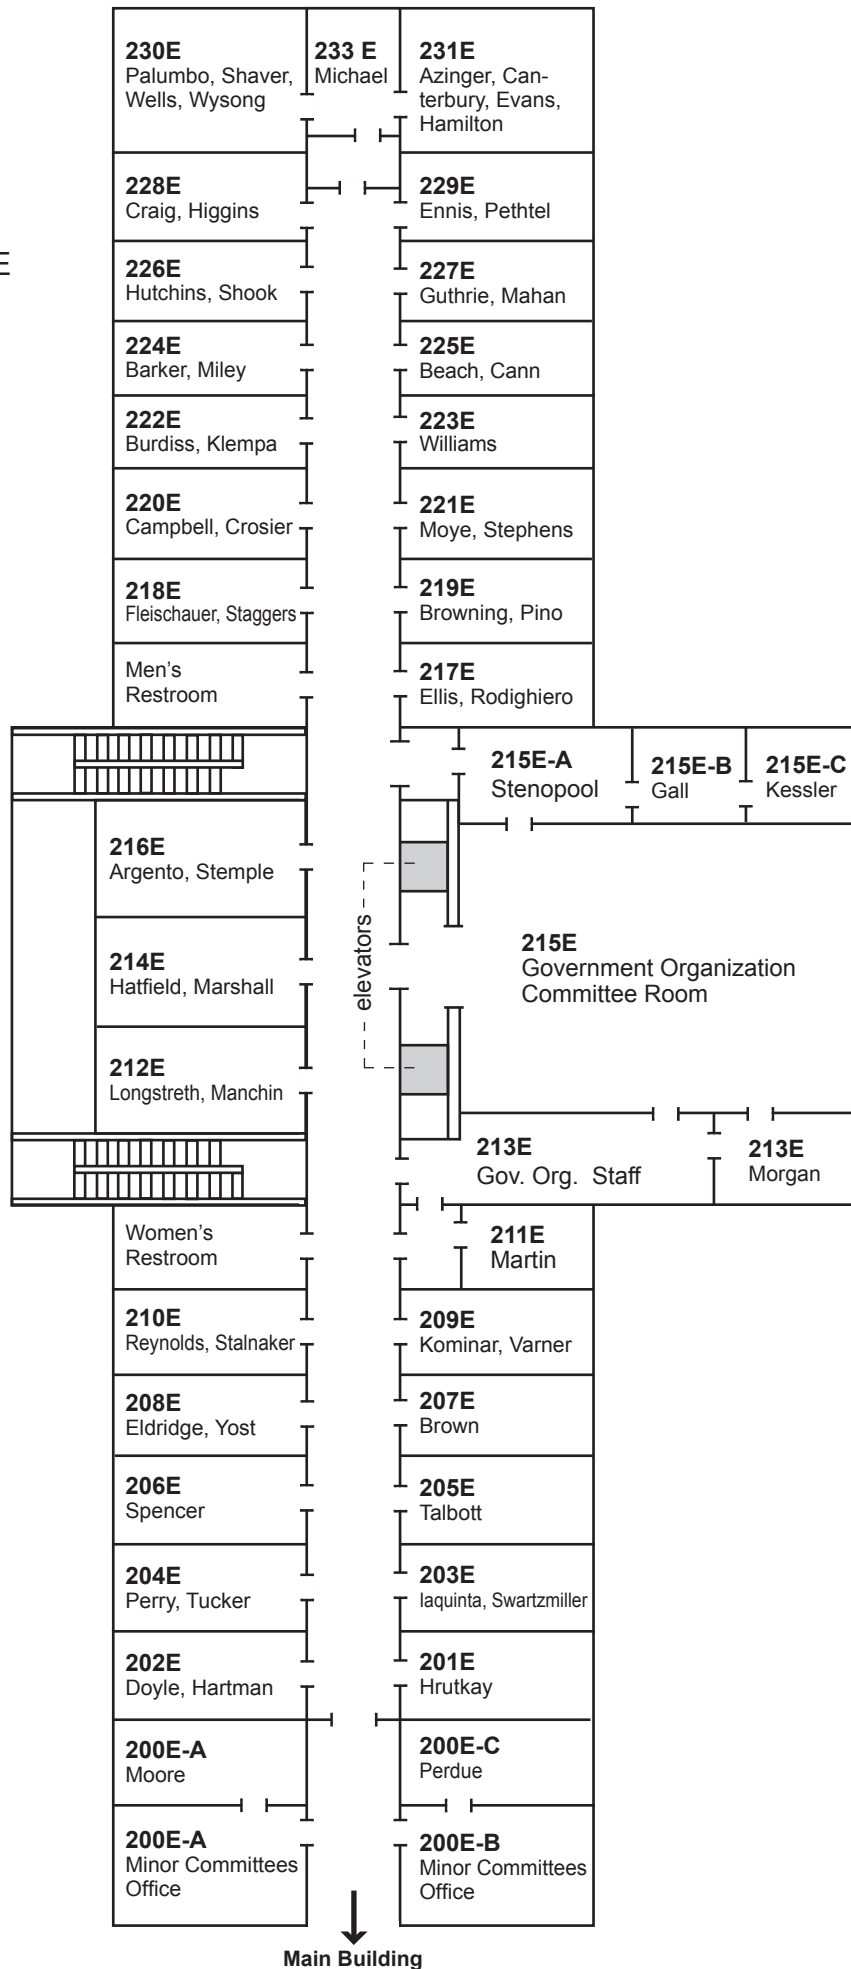 230E
Palumbo, Shaver,
Wells, Wysong
233 E
Michael
231E
Azinger, Can-
terbury, Evans,
Hamilton
228E
Craig, Higgins
229E
Ennis, Pethtel
E
226E
Hutchins, Shook
227E
Guthrie, Mahan
224E
Barker, Miley
225E
Beach, Cann
222E
Burdiss, Klempa
223E
Williams
220E
Campbell, Crosier
221E
Moye, Stephens
218E
Fleischauer, Staggers
219E
Browning, Pino
Men's
Restroom
217E
Ellis, Rodighiero
215E-A
Stenopool
215E-B
Gall
215E-C
Kessler
216E
Argento, Stemple
elevators
215E
Government Organization
Committee Room
214E
Hatfield, Marshall
212E
Longstreth, Manchin
213E
Gov. Org. Staff
213E
Morgan
Women's
Restroom
211E
Martin
210E
Reynolds, Stalnaker
209E
Kominar, Varner
208E
Eldridge, Yost
207E
Brown
206E
Spencer
205E
Talbott
204E
Perry, Tucker
203E
Iaquinta, Swartzmiller
202E
Doyle, Hartman
201E
Hrutkay
200E-A
Moore
200E-C
Perdue
200E-A
Minor Committees
Office
200E-B
Minor Committees
Office
Main Building